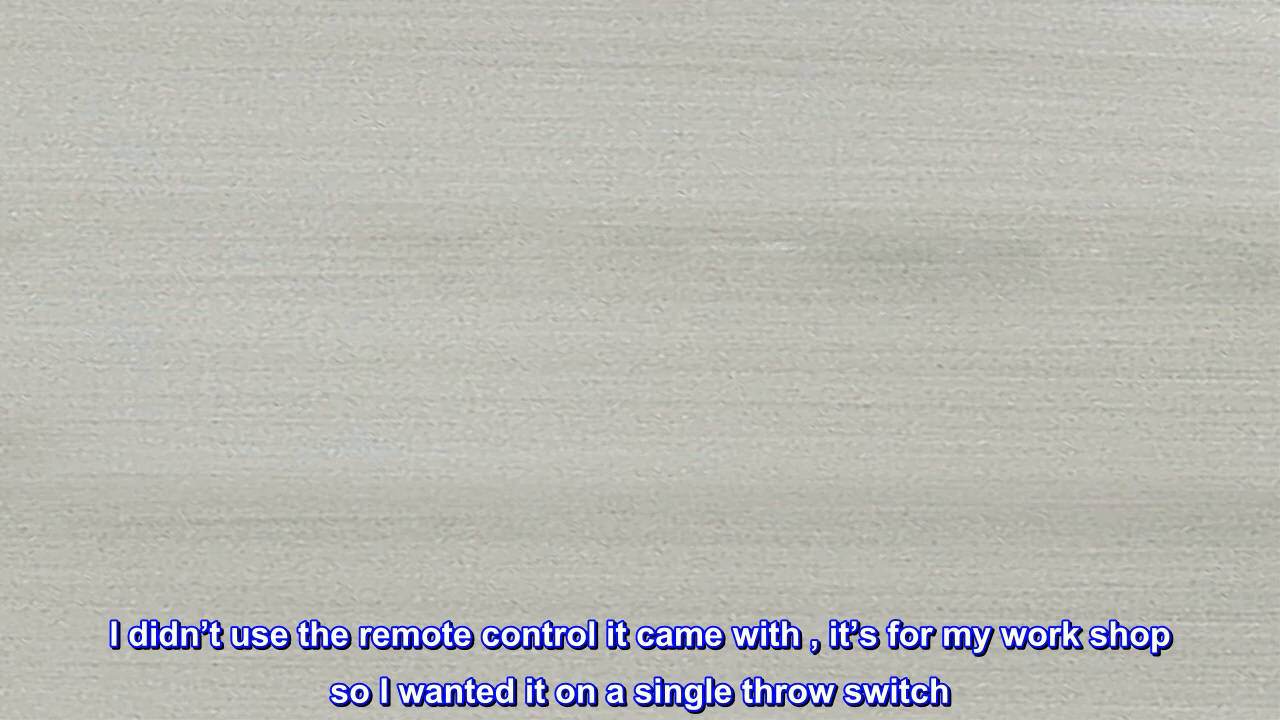 I didn’t use the remote control it came with , it’s for my work shop
so I wanted it on a single throw switch